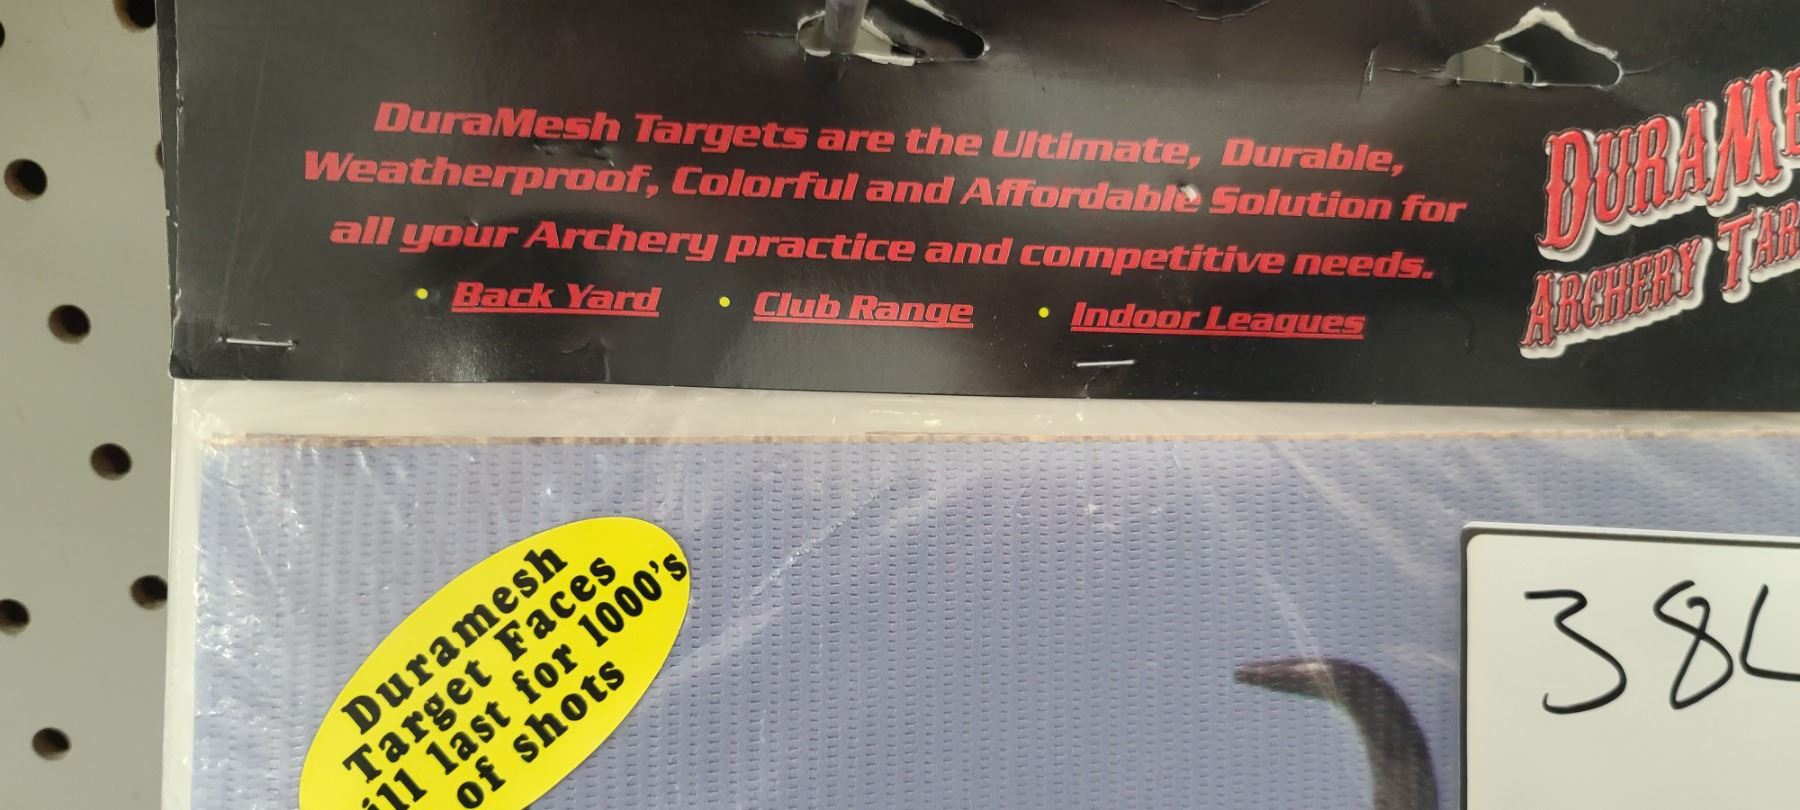 DuraMesh Targets are the Ultimate, Durable,
Weatherproof, Colorful and Affordable Solution for
all your Archery practice and competitive needs.
• Back Yard • Club Range • Indoor Leagues
Duramesh
Target Faces
last for 1000's
of shots
ARCHERY